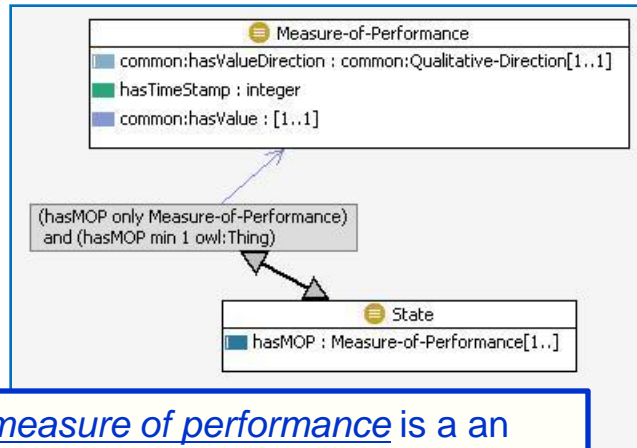 Measure-of-Performance
common:hasValueDirection : common:Qualitative-Direction[1..1]
hasTimeStamp : integer
common:hasValue : [1..1]
(hasMOP only Measure-of-Performance)
and (hasMOP min 1 owl:Thing)
State
hasMOP : Measure-of-Performance[1..]
measure of performance is a an